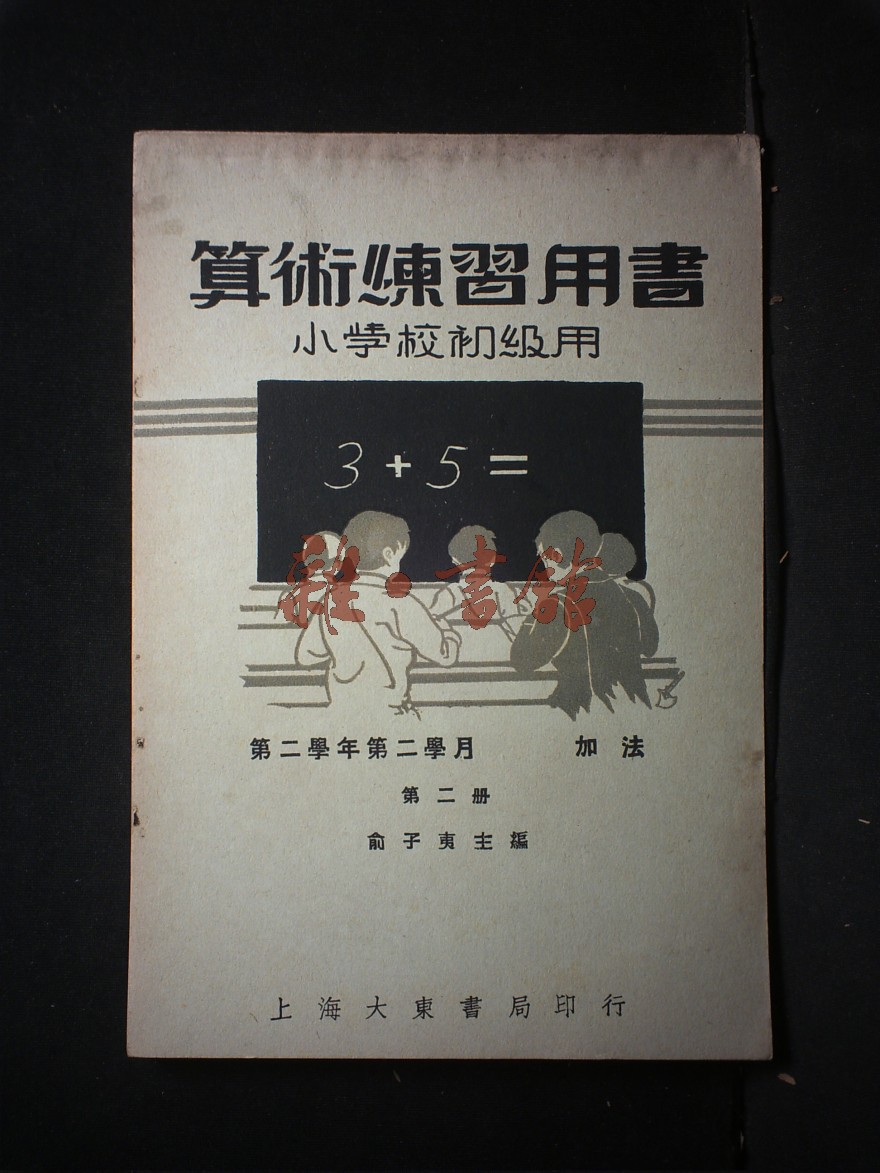 算術練習用書
小學校初級用
3 + 5 =
雜·書館
第二學年第二學月 加法
第二册
俞子夷主編
上海大東書局印行